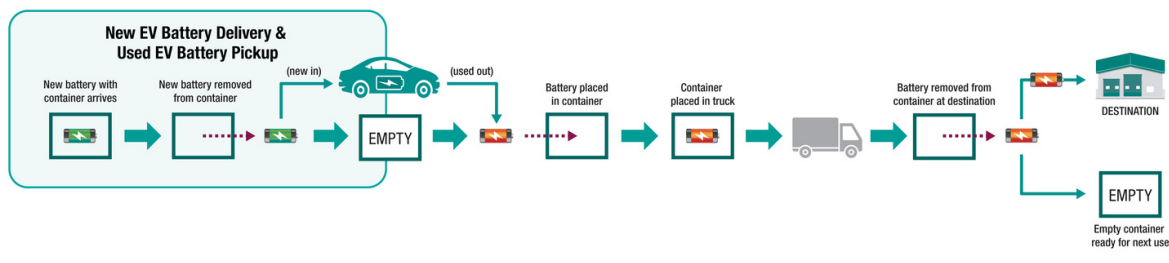 New EV Battery Delivery &
Used EV Battery Pickup
New battery with
container arrives
New battery removed
from container
(new in)
EMPTY
(used out)
Battery placed
in container
Container
placed in truck
Battery removed from
container at destination
DESTINATION
EMPTY
Empty container
ready for next use